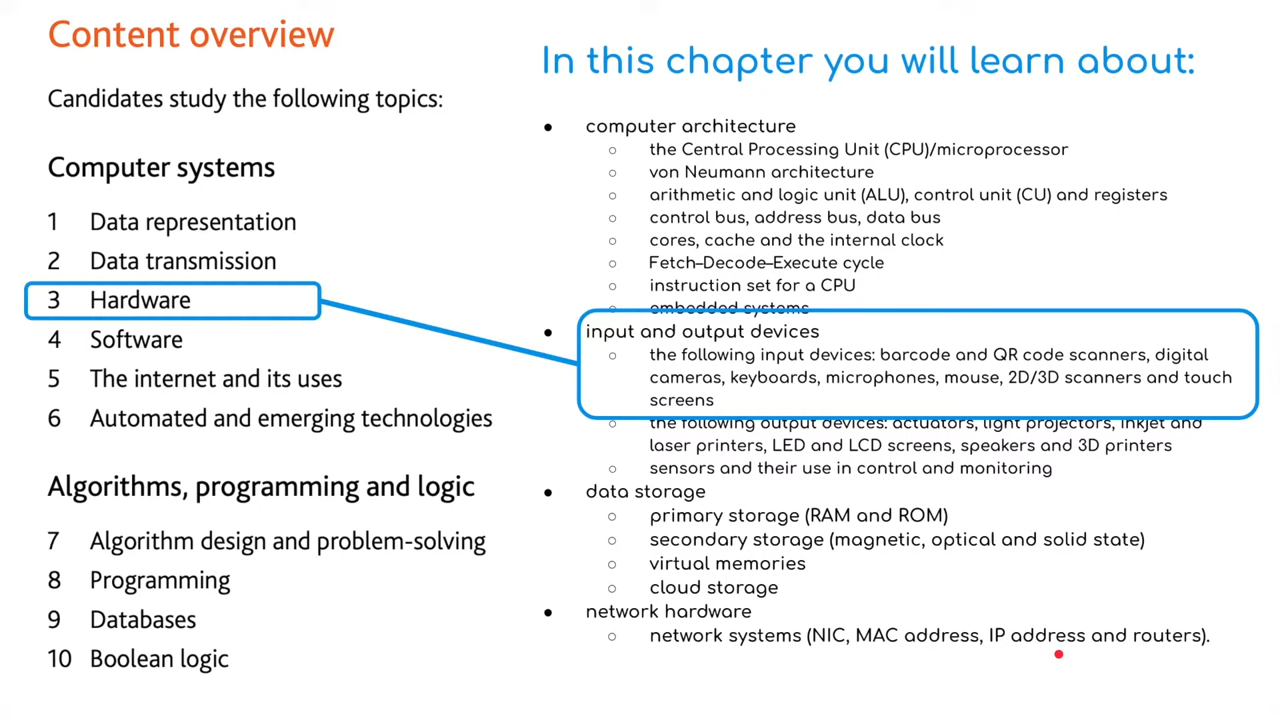 Content overview
Candidates study the following topics:
Computer systems
1 Data representation
2 Data transmission
3 Hardware
4 Software
5 The internet and its uses
6 Automated and emerging technologies
Algorithms, programming and logic
7 Algorithm design and problem-solving
8 Programming
9 Databases
10 Boolean logic
In this chapter you will learn about:
● computer architecture
○ the Central Processing Unit (CPU)/microprocessor
○ von Neumann architecture
○ arithmetic and logic unit (ALU), control unit (CU) and registers
○ control bus, address bus, data bus
○ cores, cache and the internal clock
○ Fetch–Decode–Execute cycle
○ instruction set for a CPU
○ embedded systems
● input and output devices
○ the following input devices: barcode and QR code scanners, digital
cameras, keyboards, microphones, mouse, 2D/3D scanners and touch
screens
○ the following output devices: actuators, light projectors, inkjet and
laser printers, LED and LCD screens, speakers and 3D printers
○ sensors and their use in control and monitoring
● data storage
○ primary storage (RAM and ROM)
○ secondary storage (magnetic, optical and solid state)
○ virtual memories
○ cloud storage
● network hardware
○ network systems (NIC, MAC address, IP address and routers).